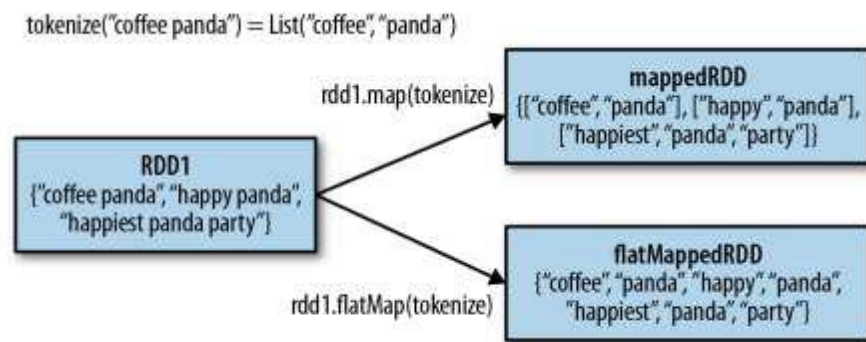 tokenize("coffee panda") = List("coffee", "panda")
rdd1.map(tokenize)
mappedRDD
{["coffee", "panda"], ["happy", "panda"],
["happiest", "panda", "party"]}
RDD1
{"coffee panda", "happy panda",
"happiest panda party"}
rdd1.flatMap(tokenize)
flatMappedRDD
{"coffee", "panda", "happy", "panda",
"happiest", "panda", "party"}